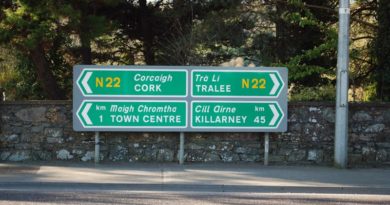 N22 Corcaigh
CORK
Trá Lí N22
TRALEE
km Maigh Chromtha
1 TOWN CENTRE
Cill Airne km
KILLARNEY 45